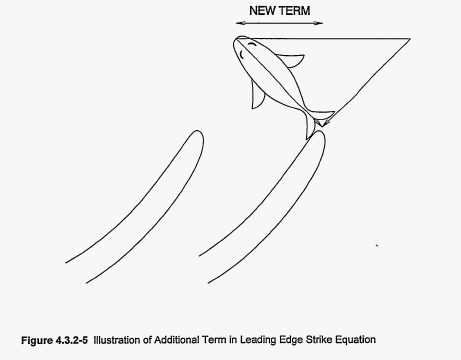 NEW TERM
Figure 4.3.2-5 Illustration of Additional Term in Leading Edge Strike Equation